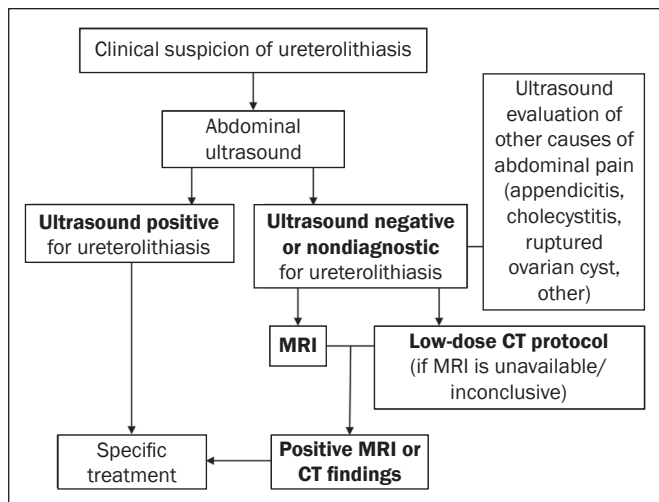 Clinical suspicion of ureterolithiasis
Abdominal
ultrasound
Ultrasound
evaluation of
other causes of
abdominal pain
(appendicitis,
cholecystitis,
ruptured
ovarian cyst,
other)
Ultrasound positive
for ureterolithiasis
Ultrasound negative
or nondiagnostic
for ureterolithiasis
MRI
Low-dose CT protocol
(if MRI is unavailable/
inconclusive)
Specific
treatment
Positive MRI or
CT findings